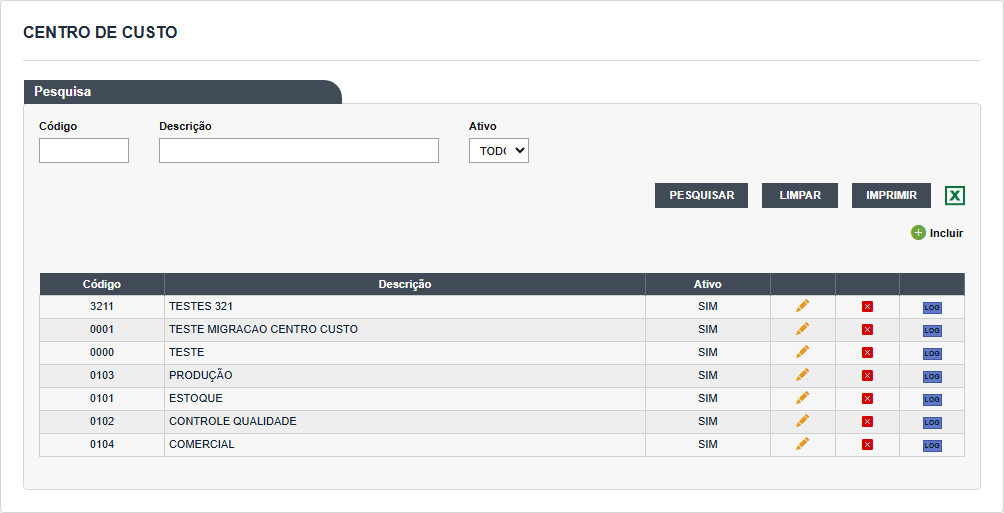 CENTRO DE CUSTO
Pesquisa
Código Descrição Ativo
TODO
PESQUISAR LIMPAR IMPRIMIR
Incluir
Código Descrição Ativo
3211 TESTES 321 SIM LOG
0001 TESTE MIGRACAO CENTRO CUSTO SIM LOG
0000 TESTE SIM LOG
0103 PRODUÇÃO SIM LOG
0101 ESTOQUE SIM LOG
0102 CONTROLE QUALIDADE SIM LOG
0104 COMERCIAL SIM LOG